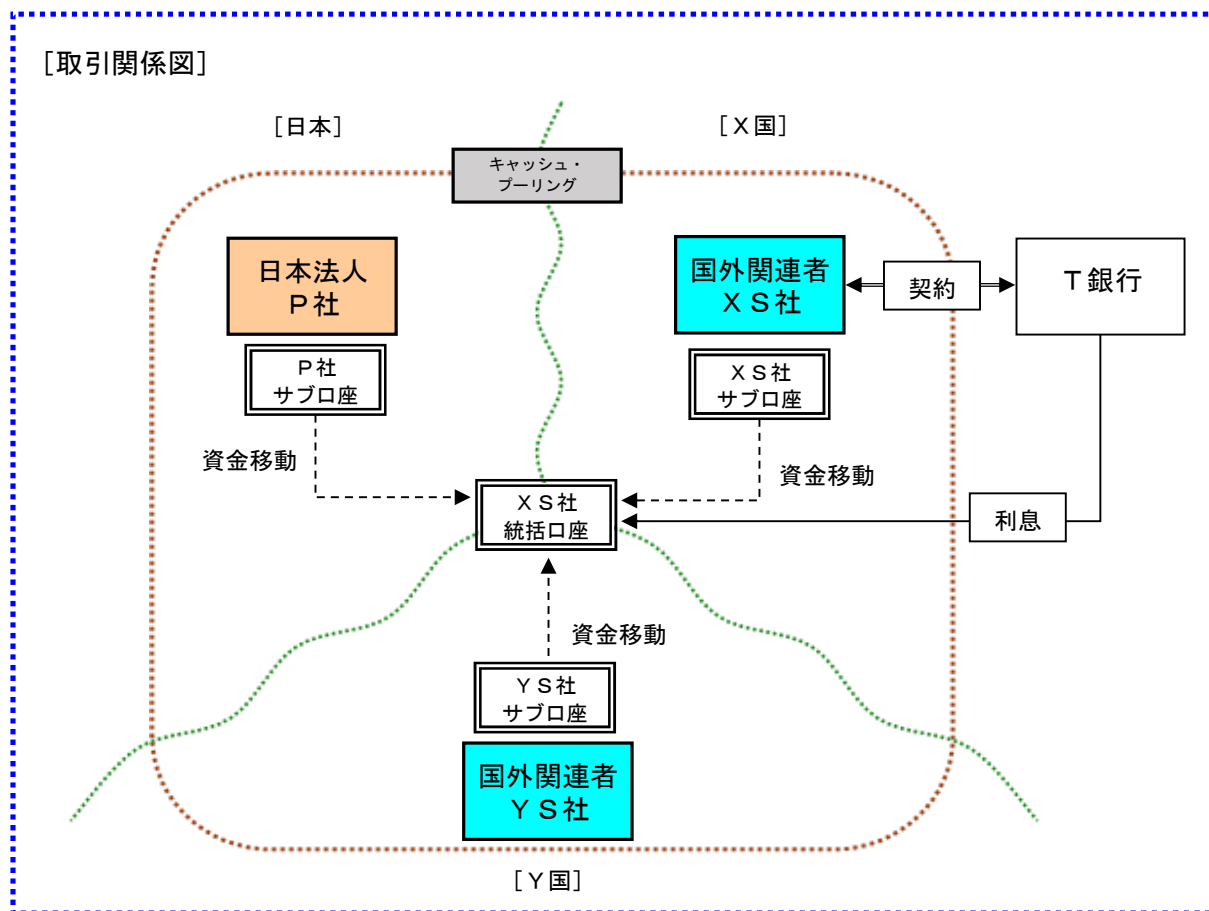 ［取引関係図］
［日本］
［Ｘ国］
キャッシュ・
プーリング
日本法人
Ｐ社
国外関連者
ＸＳ社
契約
Ｔ銀行
Ｐ社
サブ口座
ＸＳ社
サブ口座
資金移動
資金移動
ＸＳ社
統括口座
利息
資金移動
ＹＳ社
サブ口座
国外関連者
ＹＳ社
［Ｙ国］